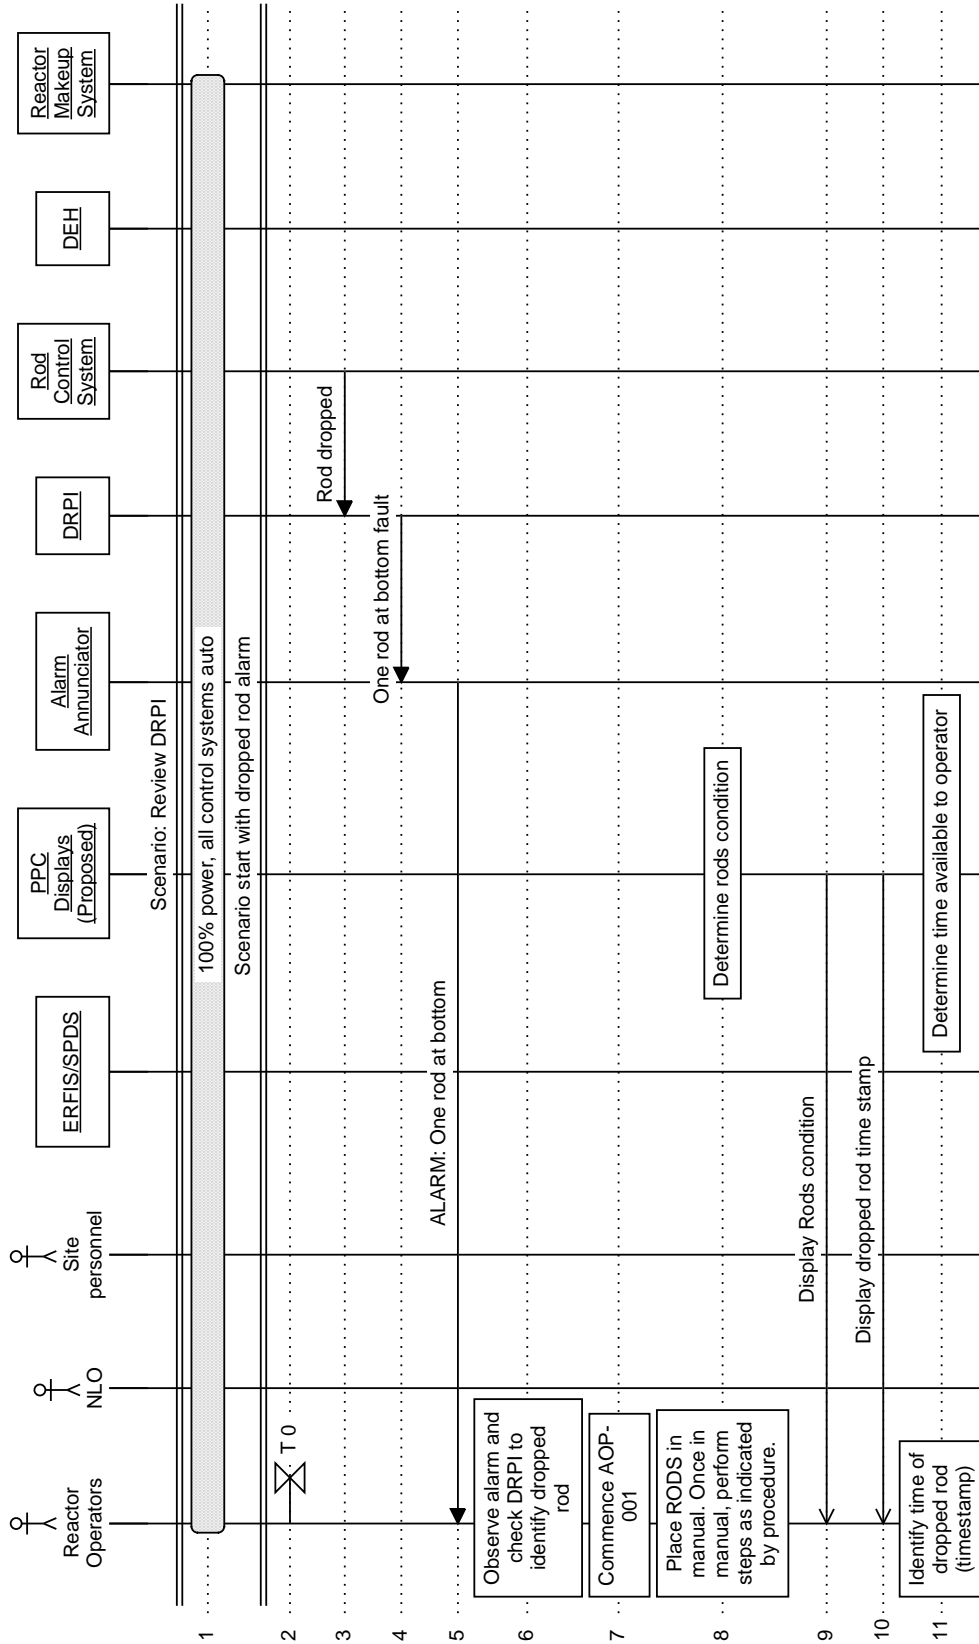 Reactor
Operators
NLO
Site
personnel
ERFIS/SPDS
PPC
Displays
(Proposed)
Alarm
Annunciator
DRPI
Rod
Control
System
DEH
Reactor
Makeup
System
Scenario: Review DRPI
1
100% power, all control systems auto
Scenario start with dropped rod alarm
2
T 0
3
Rod dropped
4
One rod at bottom fault
5
ALARM: One rod at bottom
6
Observe alarm and
check DRPI to
identify dropped
rod
7
Commence AOP-
001
8
Place RODS in
manual. Once in
manual, perform
steps as indicated
by procedure.
Determine rods condition
9
Display Rods condition
10
Display dropped rod time stamp
11
Identify time of
dropped rod
(timestamp)
Determine time available to operator